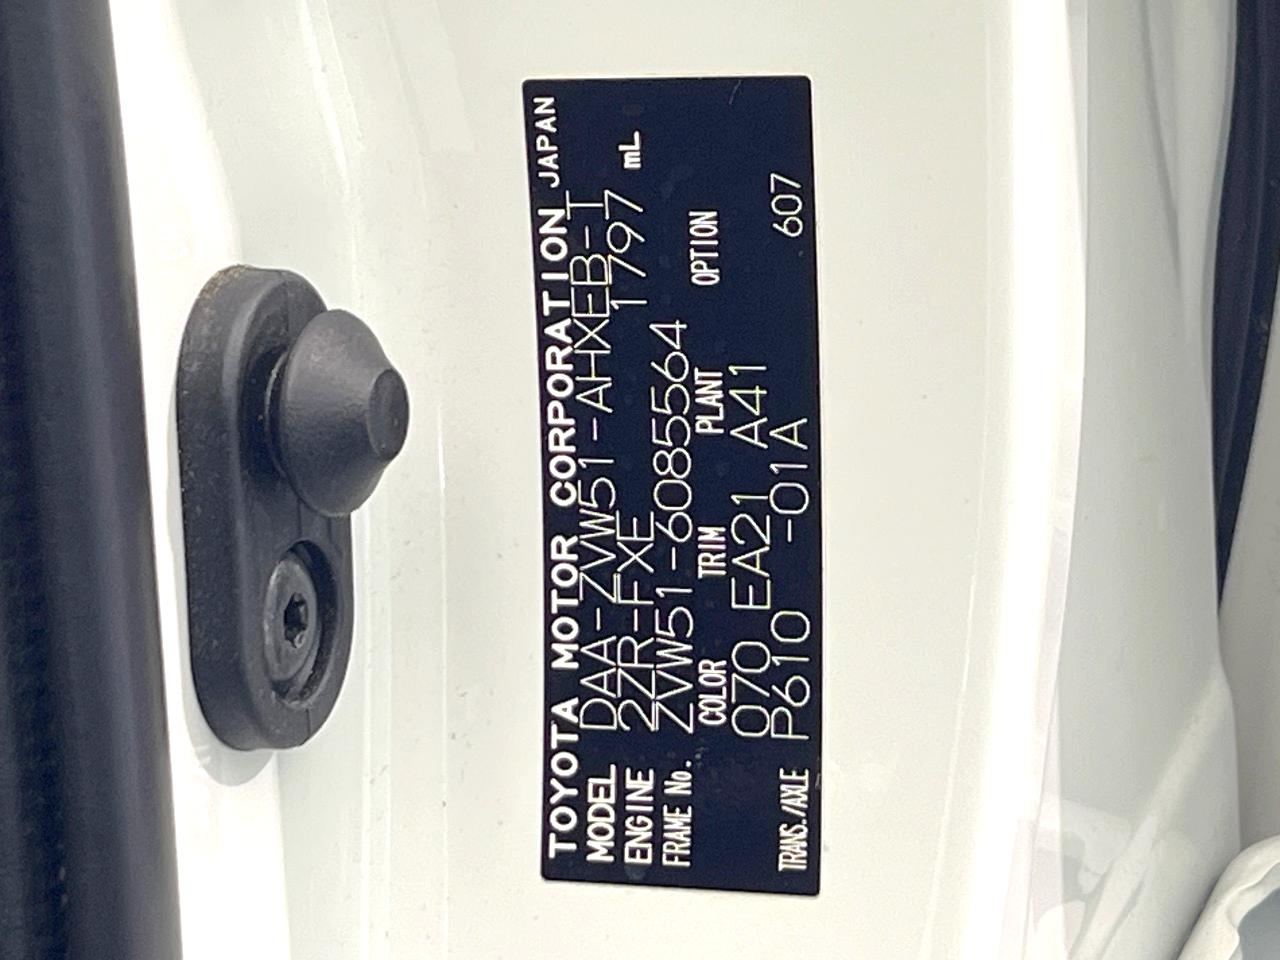 TOYOTA MOTOR CORPORATION JAPAN
MODEL DAA-ZVW51-AHXEB-T
ENGINE 2ZR-FXE 1797 mL
FRAME No. ZVW51-6085564
COLOR TRIM PLANT OPTION
070 EA21 A41
TRANS./AXLE P610 -01A 607